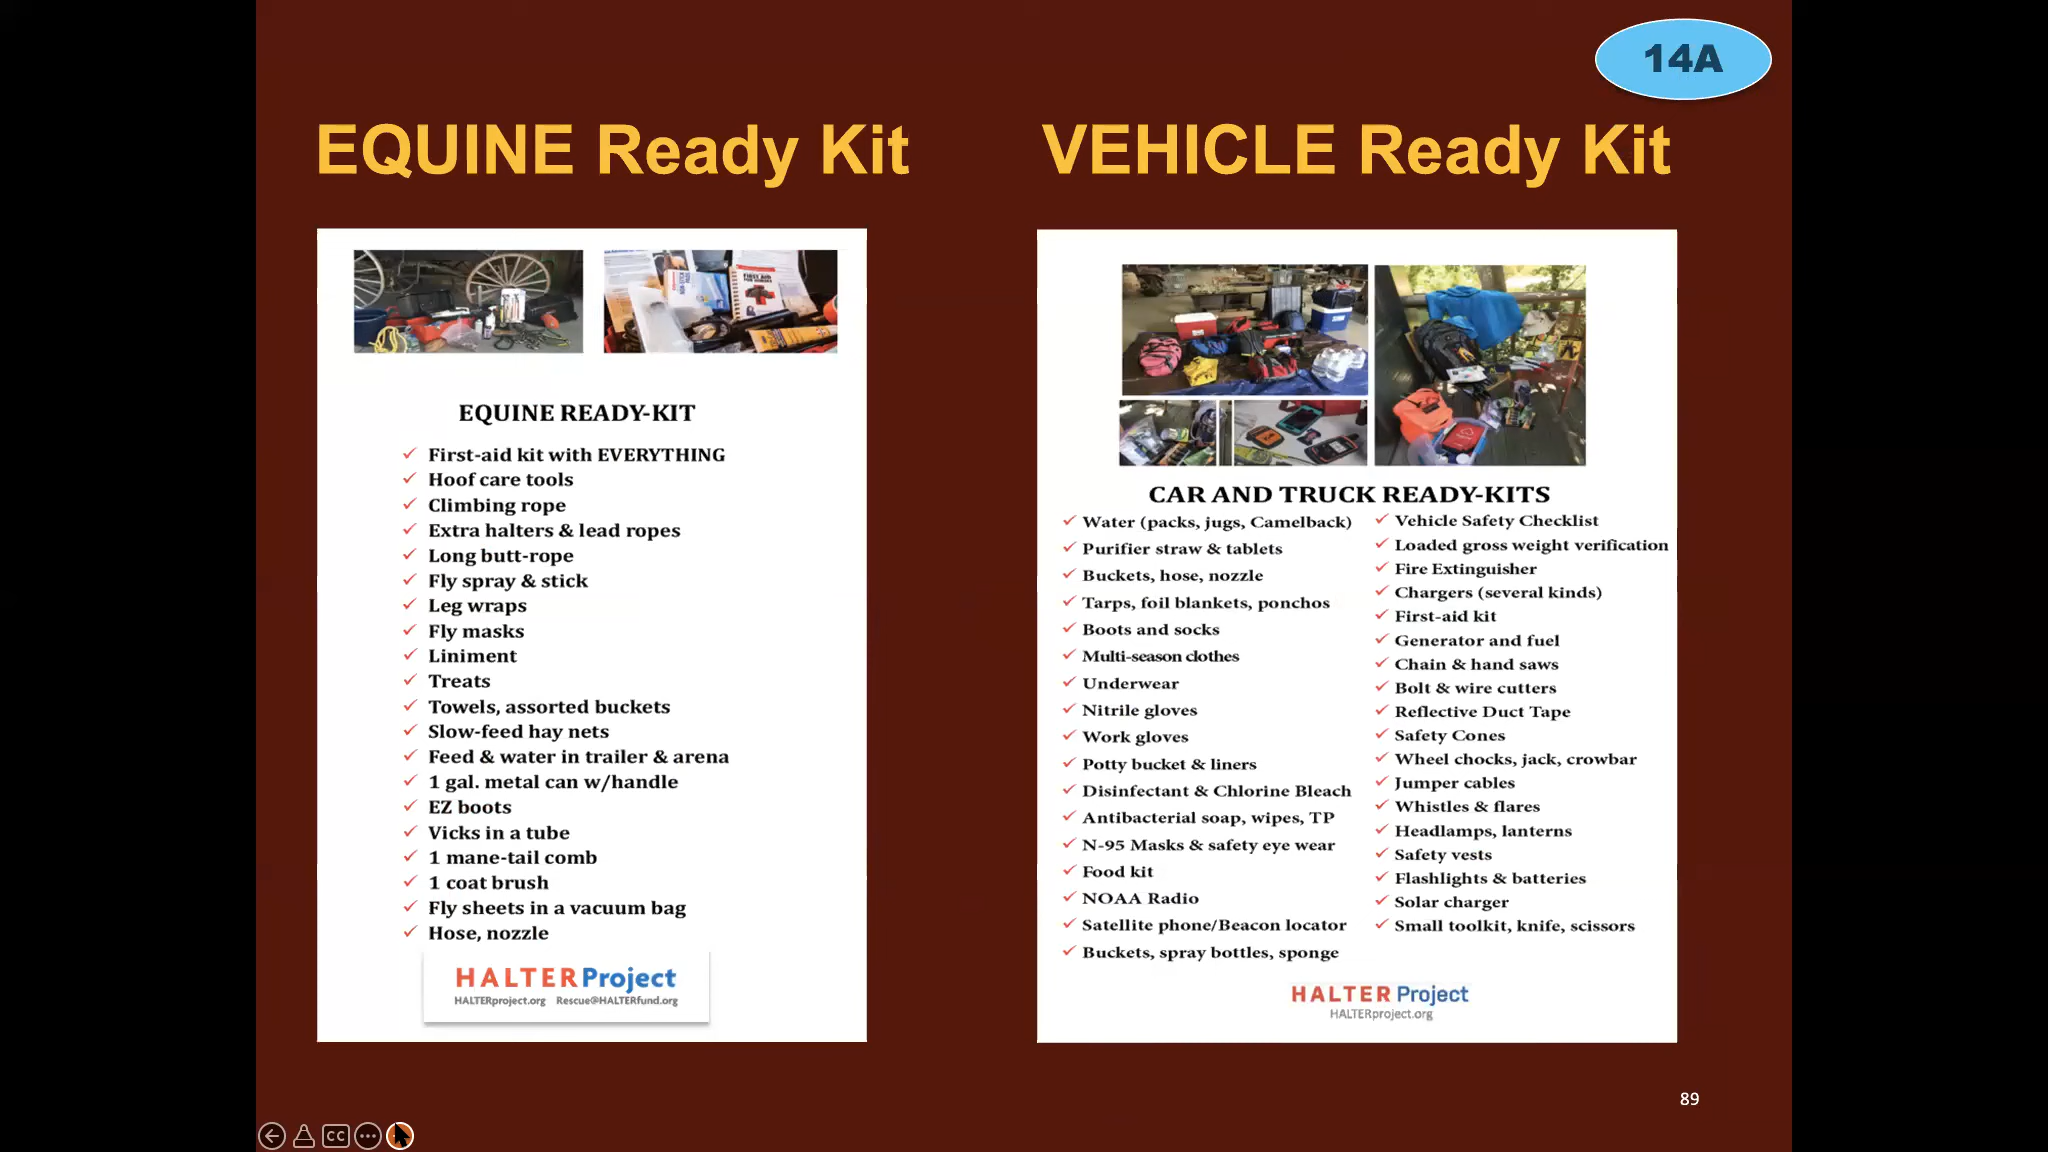 14A
EQUINE Ready Kit
VEHICLE Ready Kit
EQUINE READY-KIT
First-aid kit with EVERYTHING
Hoof care tools
Climbing rope
Extra halters & lead ropes
Long butt-rope
Fly spray & stick
Leg wraps
Fly masks
Liniment
Treats
Towels, assorted buckets
Slow-feed hay nets
Feed & water in trailer & arena
1 gal. metal can w/handle
EZ boots
Vicks in a tube
1 mane-tail comb
1 coat brush
Fly sheets in a vacuum bag
Hose, nozzle
HALTERProject
HALTERproject.org Rescue@HALTERfund.org
CAR AND TRUCK READY-KITS
Water (packs, jugs, Camelback)
Purifier straw & tablets
Buckets, hose, nozzle
Tarps, foil blankets, ponchos
Boots and socks
Multi-season clothes
Underwear
Nitrile gloves
Work gloves
Potty bucket & liners
Disinfectant & Chlorine Bleach
Antibacterial soap, wipes, TP
N-95 Masks & safety eye wear
Food kit
NOAA Radio
Satellite phone/Beacon locator
Buckets, spray bottles, sponge
Vehicle Safety Checklist
Loaded gross weight verification
Fire Extinguisher
Chargers (several kinds)
First-aid kit
Generator and fuel
Chain & hand saws
Bolt & wire cutters
Reflective Duct Tape
Safety Cones
Wheel chocks, jack, crowbar
Jumper cables
Whistles & flares
Headlamps, lanterns
Safety vests
Flashlights & batteries
Solar charger
Small toolkit, knife, scissors
HALTER Project
HALTERproject.org
89
CC